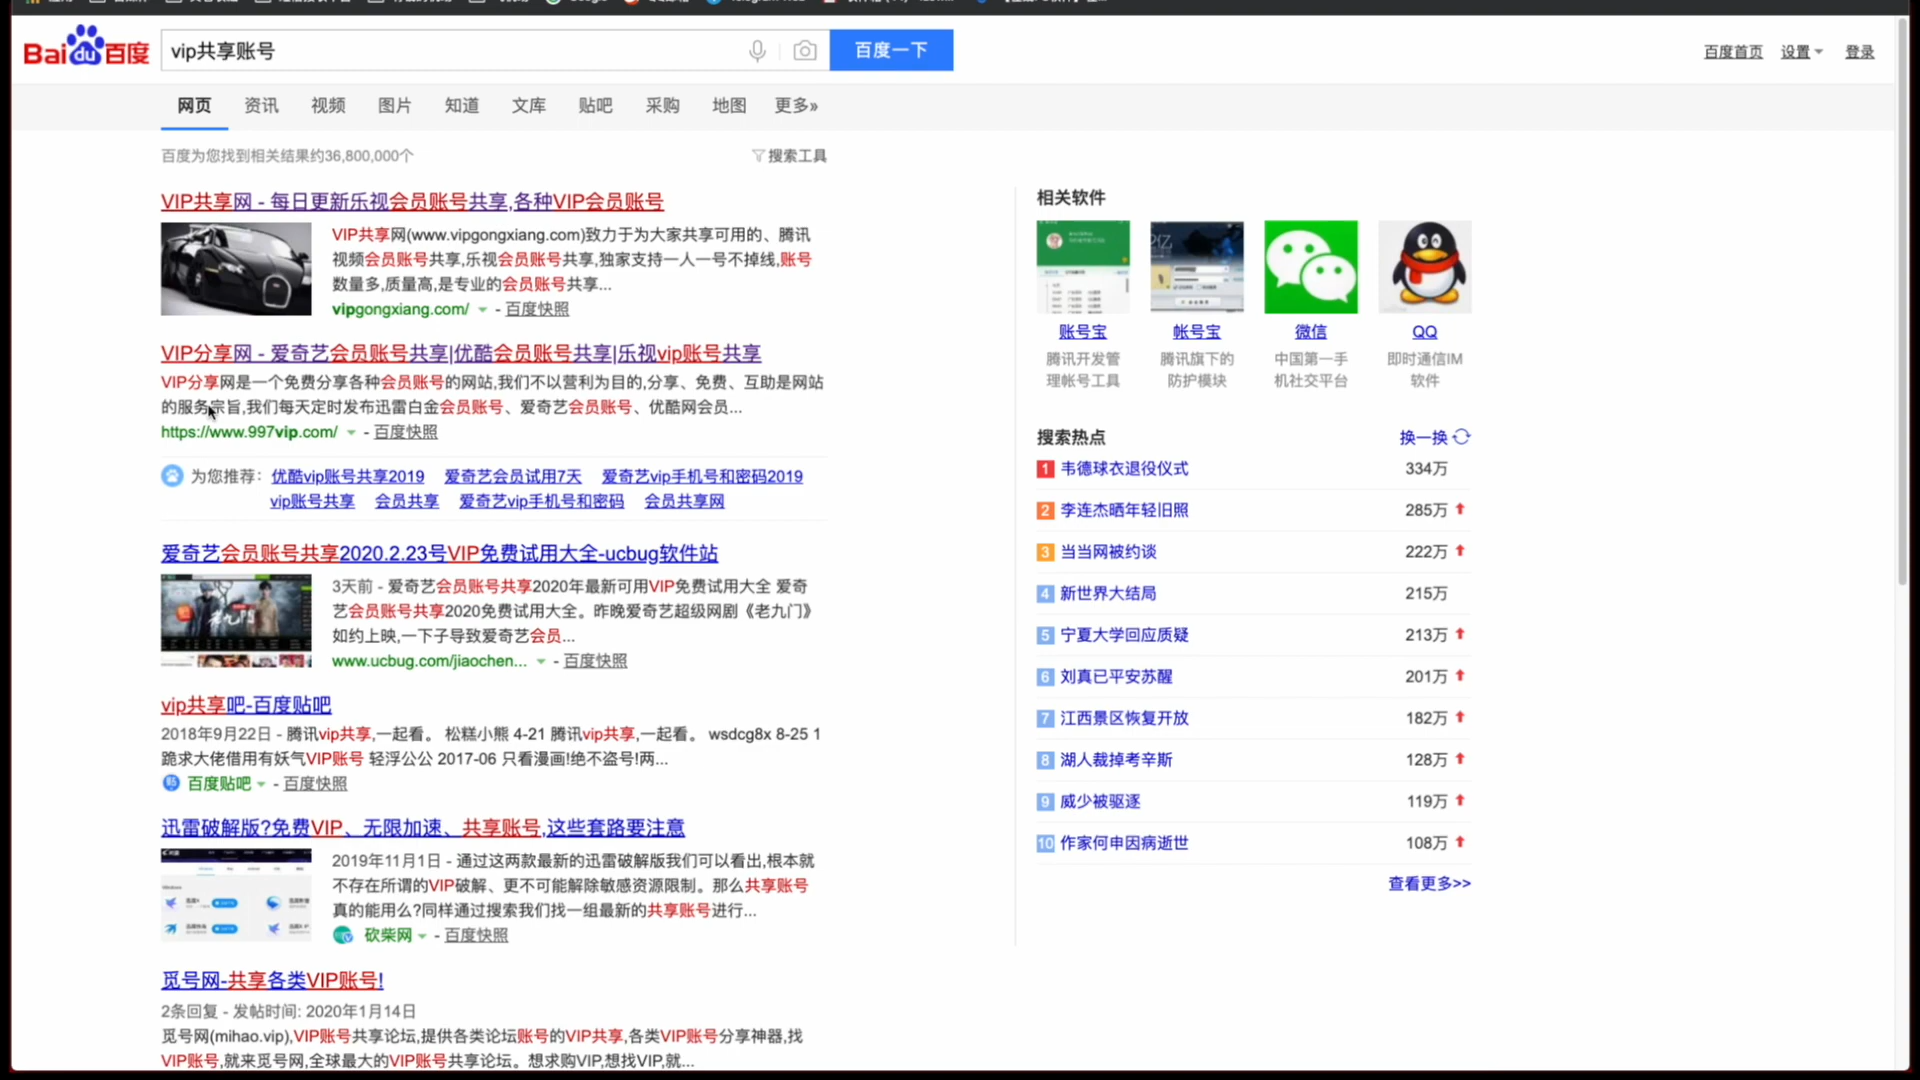 Bai du 百度
vip共享账号
百度一下
百度首页 设置 登录
网页 资讯 视频 图片 知道 文库 贴吧 采购 地图 更多»
百度为您找到相关结果约36,800,000个
搜索工具
VIP共享网 - 每日更新乐视会员账号共享,各种VIP会员账号
VIP共享网(www.vipgongxiang.com)致力于为大家共享可用的、腾讯
视频会员账号共享,乐视会员账号共享,独家支持一人一号不掉线,账号
数量多,质量高,是专业的会员账号共享...
vipgongxiang.com/ - 百度快照
VIP分享网 - 爱奇艺会员账号共享|优酷会员账号共享|乐视vip账号共享
VIP分享网是一个免费分享各种会员账号的网站,我们不以营利为目的,分享、免费、互助是网站
的服务宗旨,我们每天定时发布迅雷白金会员账号、爱奇艺会员账号、优酷网会员...
https://www.997vip.com/ - 百度快照
为您推荐: 优酷vip账号共享2019 爱奇艺会员试用7天 爱奇艺vip手机号和密码2019
vip账号共享 会员共享 爱奇艺vip手机号和密码 会员共享网
爱奇艺会员账号共享2020.2.23号VIP免费试用大全-ucbug软件站
3天前 - 爱奇艺会员账号共享2020年最新可用VIP免费试用大全 爱奇
艺会员账号共享2020免费试用大全。昨晚爱奇艺超级网剧《老九门》
如约上映,一下子导致爱奇艺会员...
www.ucbug.com/jiaochen... - 百度快照
vip共享吧-百度贴吧
2018年9月22日 - 腾讯vip共享,一起看。 松糕小熊 4-21 腾讯vip共享,一起看。 wsdcg8x 8-25 1
跪求大佬借用有妖气VIP账号 轻浮公公 2017-06 只看漫画!绝不盗号!两...
百度贴吧 - 百度快照
迅雷破解版?免费VIP、无限加速、共享账号,这些套路要注意
2019年11月1日 - 通过这两款最新的迅雷破解版我们可以看出,根本就
不存在所谓的VIP破解、更不可能解除敏感资源限制。那么共享账号
真的能用么?同样通过搜索我们找一组最新的共享账号进行...
砍柴网 - 百度快照
觅号网-共享各类VIP账号!
2条回复 - 发帖时间: 2020年1月14日
觅号网(mihao.vip),VIP账号共享论坛,提供各类论坛账号的VIP共享,各类VIP账号分享神器,找
VIP账号,就来觅号网,全球最大的VIP账号共享论坛。想求购VIP,想找VIP,就...
相关软件
账号宝 帐号宝 微信 QQ
腾讯开发管 腾讯旗下的 中国第一手 即时通信IM
理帐号工具 防护模块 机社交平台 软件
搜索热点 换一换
1 韦德球衣退役仪式 334万
2 李连杰晒年轻旧照 285万
3 当当网被约谈 222万
4 新世界大结局 215万
5 宁夏大学回应质疑 213万
6 刘真已平安苏醒 201万
7 江西景区恢复开放 182万
8 湖人裁掉考辛斯 128万
9 威少被驱逐 119万
10 作家何申因病逝世 108万
查看更多>>